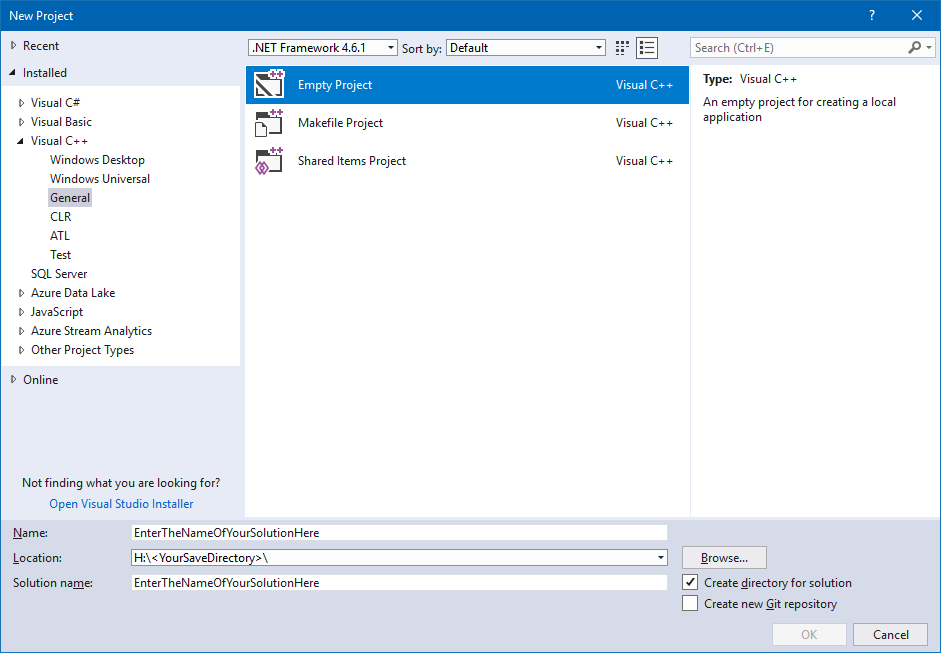 New Project
?
Recent
Installed
Visual C#
Visual Basic
Visual C++
Windows Desktop
Windows Universal
General
CLR
ATL
Test
SQL Server
Azure Data Lake
JavaScript
Azure Stream Analytics
Other Project Types
Online
Not finding what you are looking for?
Open Visual Studio Installer
.NET Framework 4.6.1 Sort by: Default
Search (Ctrl+E)
Empty Project Visual C++
Makefile Project Visual C++
Shared Items Project Visual C++
Type: Visual C++
An empty project for creating a local
application
Name: EnterTheNameOfYourSolutionHere
Location: H:\<YourSaveDirectory>\ Browse...
Solution name: EnterTheNameOfYourSolutionHere
Create directory for solution
Create new Git repository
OK Cancel